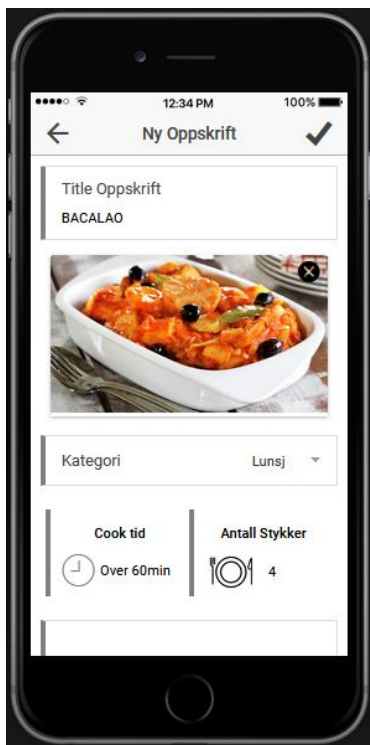 12:34 PM
100%
Ny Oppskrift
Title Oppskrift
BACALAO
Kategori
Lunsj
Cook tid
Antall Stykker
Over 60min
4